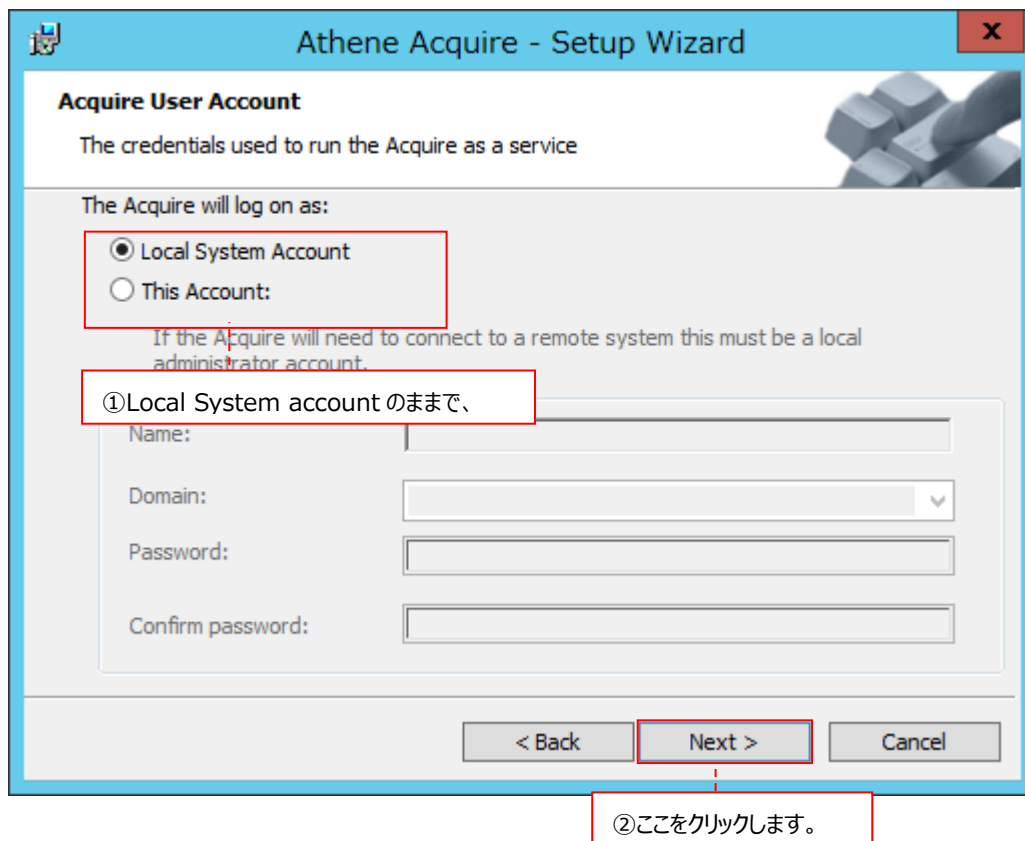 Athene Acquire - Setup Wizard
x
Acquire User Account
The credentials used to run the Acquire as a service
The Acquire will log on as:
Local System Account
This Account:
If the Acquire will need to connect to a remote system this must be a local
administrator account.
①Local System account のままで、
Name:
Domain:
Password:
Confirm password:
< Back
Next >
Cancel
②ここをクリックします。